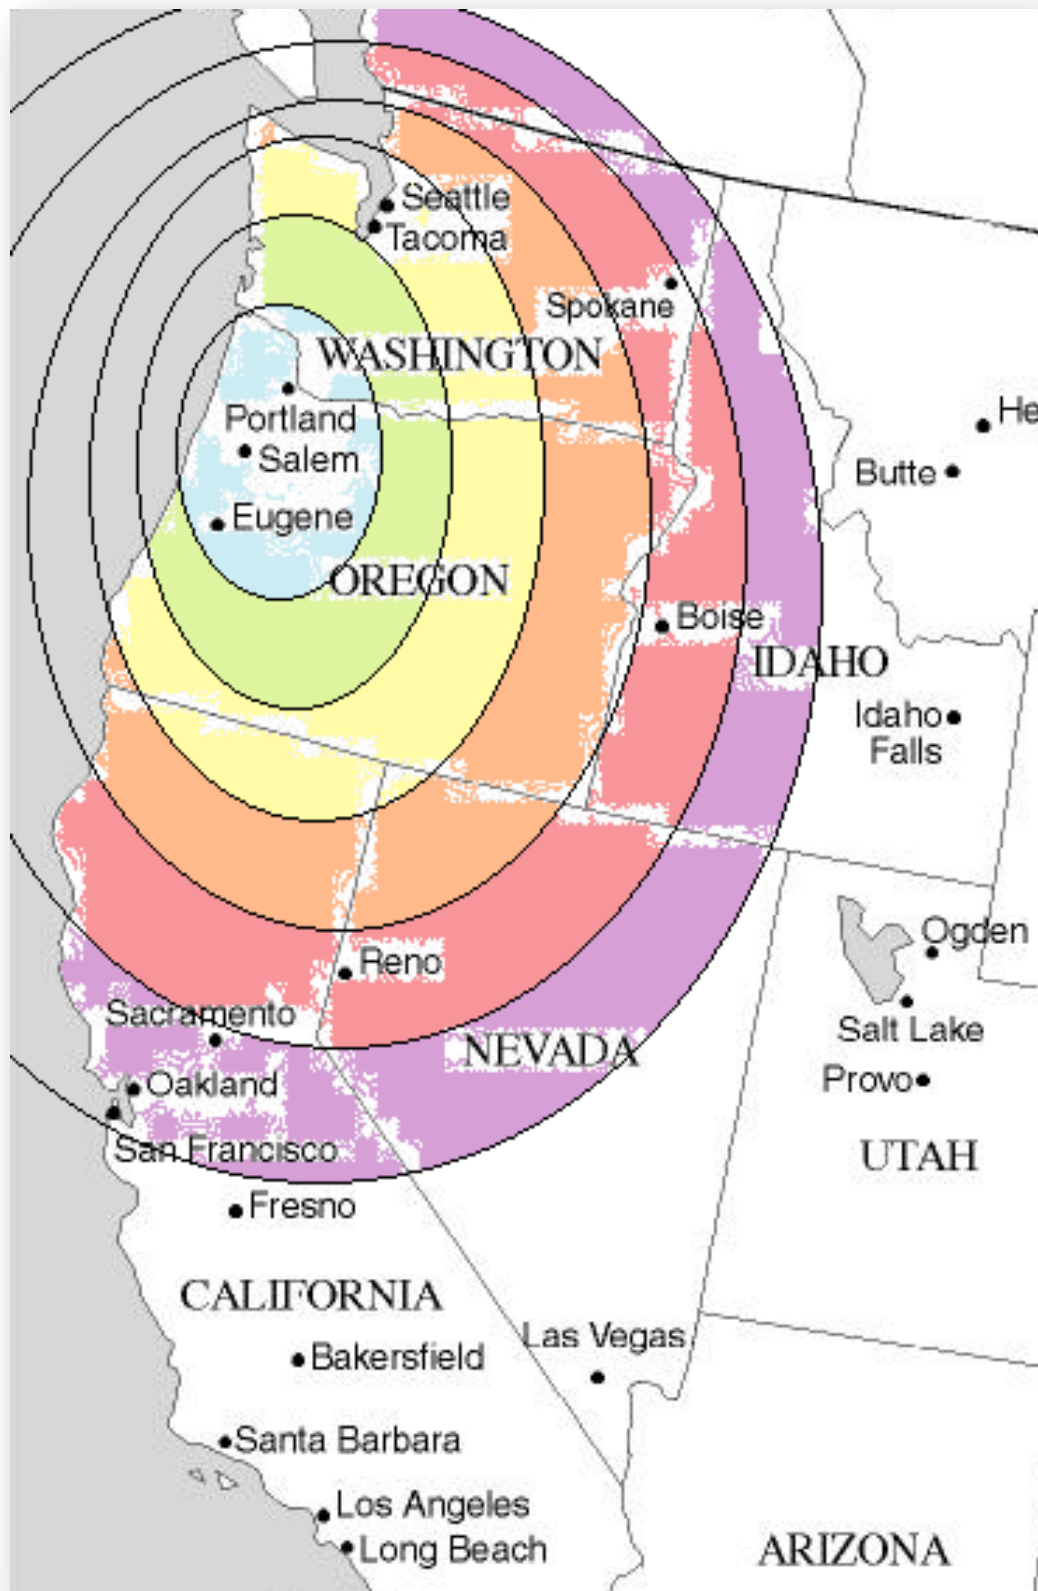 Seattle
Tacoma
Spokane
WASHINGTON
Portland
Salem
Eugene
OREGON
He
Butte
Boise
IDAHO
Idaho
Falls
Reno
Ogden
Sacramento
Salt Lake
NEVADA
Oakland
Provo
San Francisco
UTAH
Fresno
CALIFORNIA
Las Vegas
Bakersfield
Santa Barbara
Los Angeles
Long Beach
ARIZONA